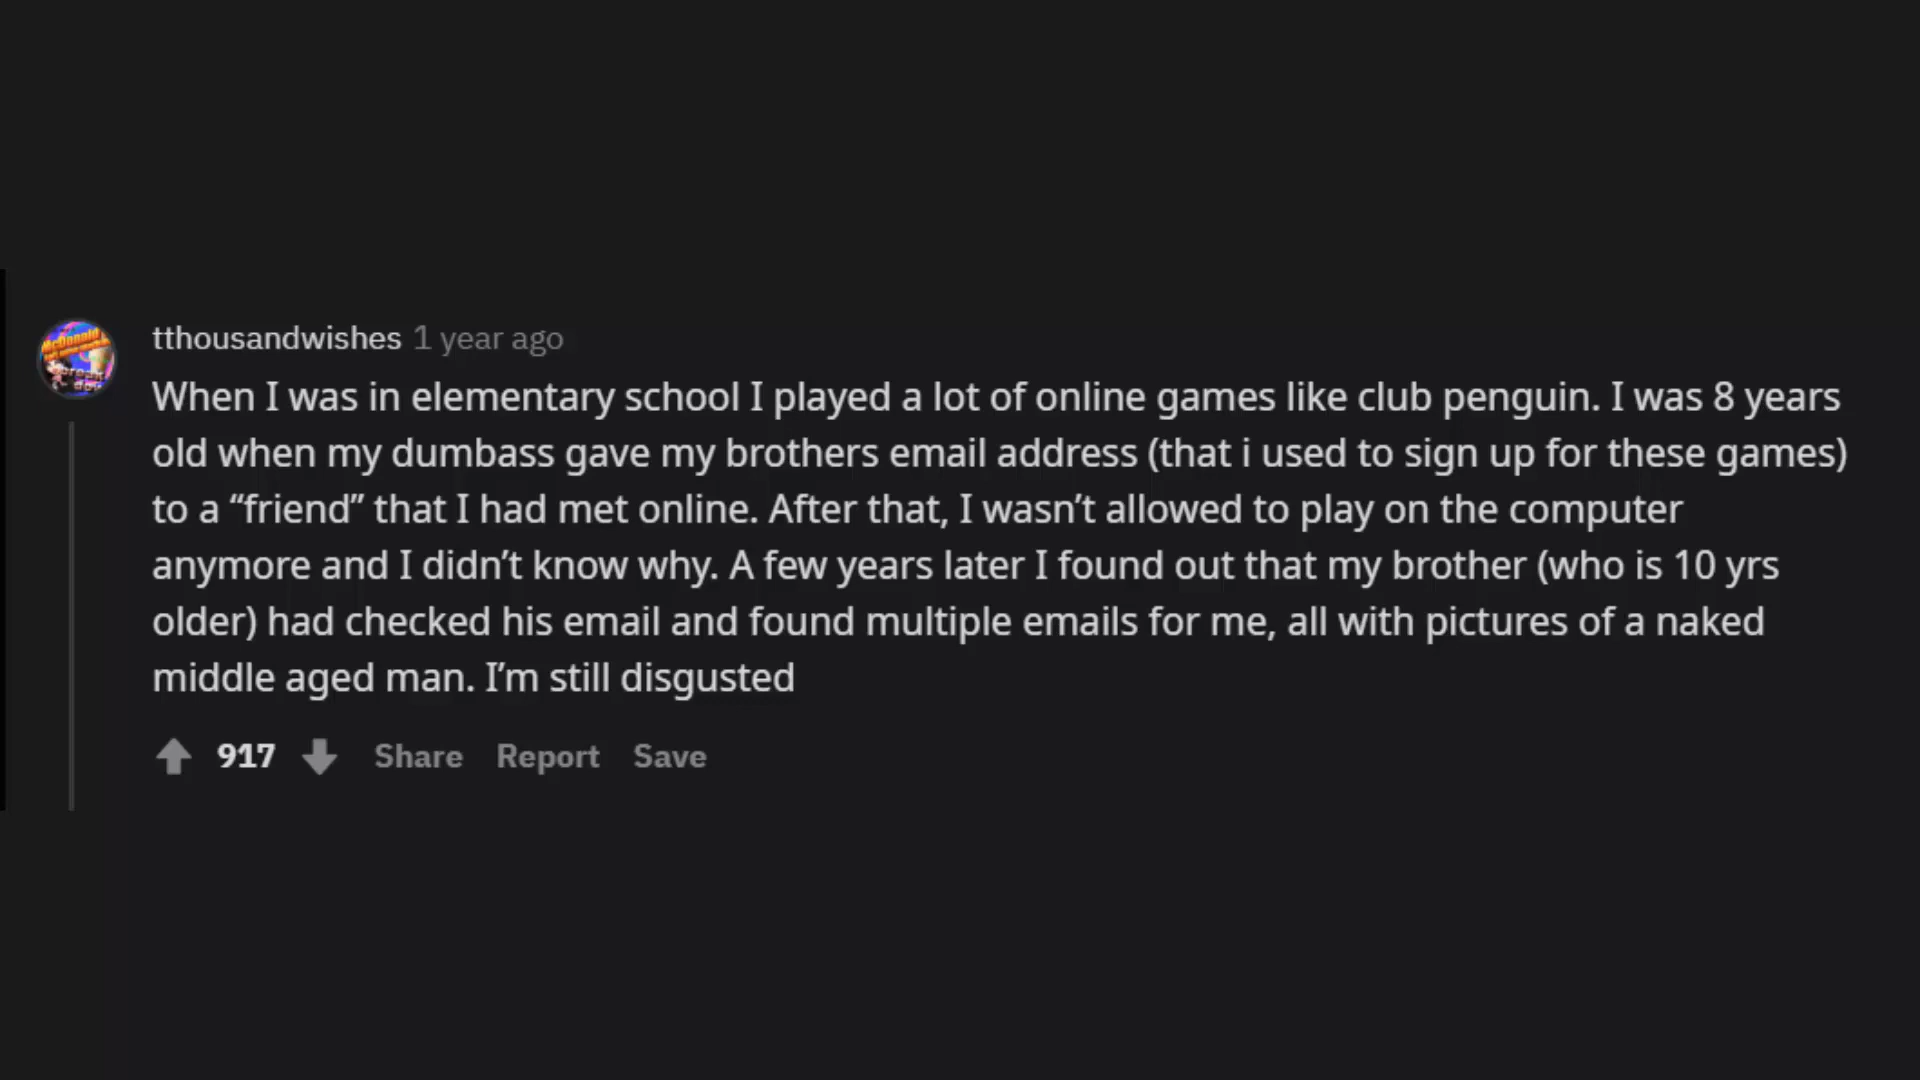 tthousandwishes 1 year ago
When I was in elementary school I played a lot of online games like club penguin. I was 8 years
old when my dumbass gave my brothers email address (that i used to sign up for these games)
to a “friend” that I had met online. After that, I wasn’t allowed to play on the computer
anymore and I didn’t know why. A few years later I found out that my brother (who is 10 yrs
older) had checked his email and found multiple emails for me, all with pictures of a naked
middle aged man. I’m still disgusted
917 Share Report Save